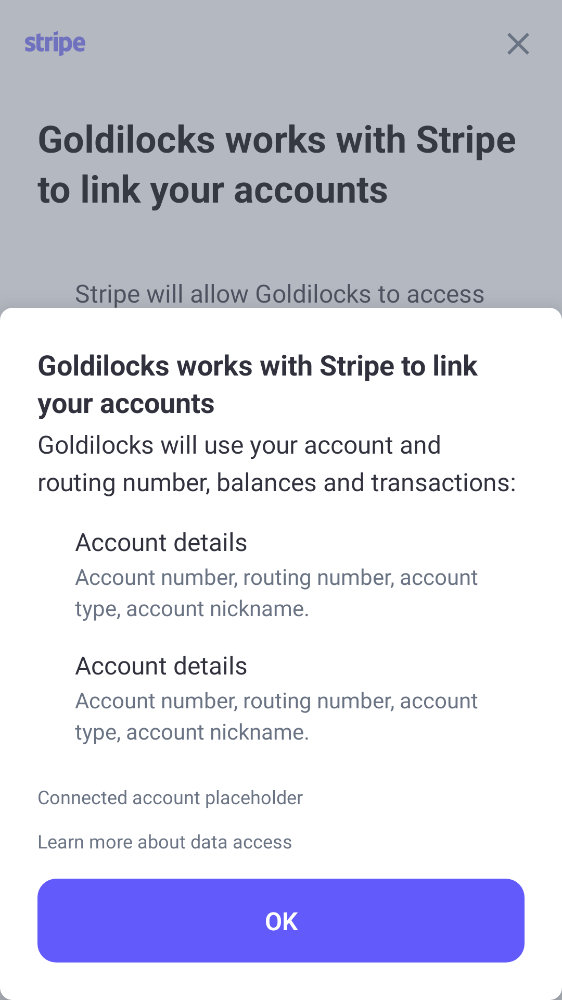 stripe
Goldilocks works with Stripe
to link your accounts
Stripe will allow Goldilocks to access
Goldilocks works with Stripe to link
your accounts
Goldilocks will use your account and
routing number, balances and transactions:
Account details
Account number, routing number, account
type, account nickname.
Account details
Account number, routing number, account
type, account nickname.
Connected account placeholder
Learn more about data access
OK